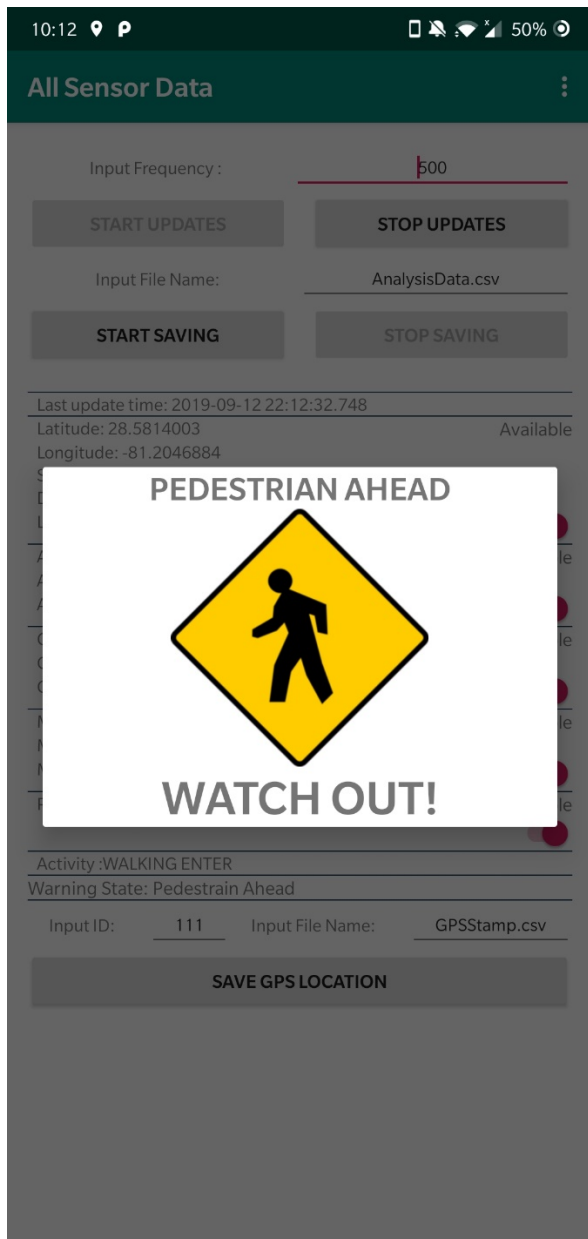 10:12 50%
All Sensor Data
Input Frequency : 500
START UPDATES STOP UPDATES
Input File Name: AnalysisData.csv
START SAVING STOP SAVING
Last update time: 2019-09-12 22:12:32.748
Latitude: 28.5814003 Available
Longitude: -81.2046884
PEDESTRIAN AHEAD
WATCH OUT!
Activity :WALKING ENTER
Warning State: Pedestrain Ahead
Input ID: 111 Input File Name: GPSStamp.csv
SAVE GPS LOCATION